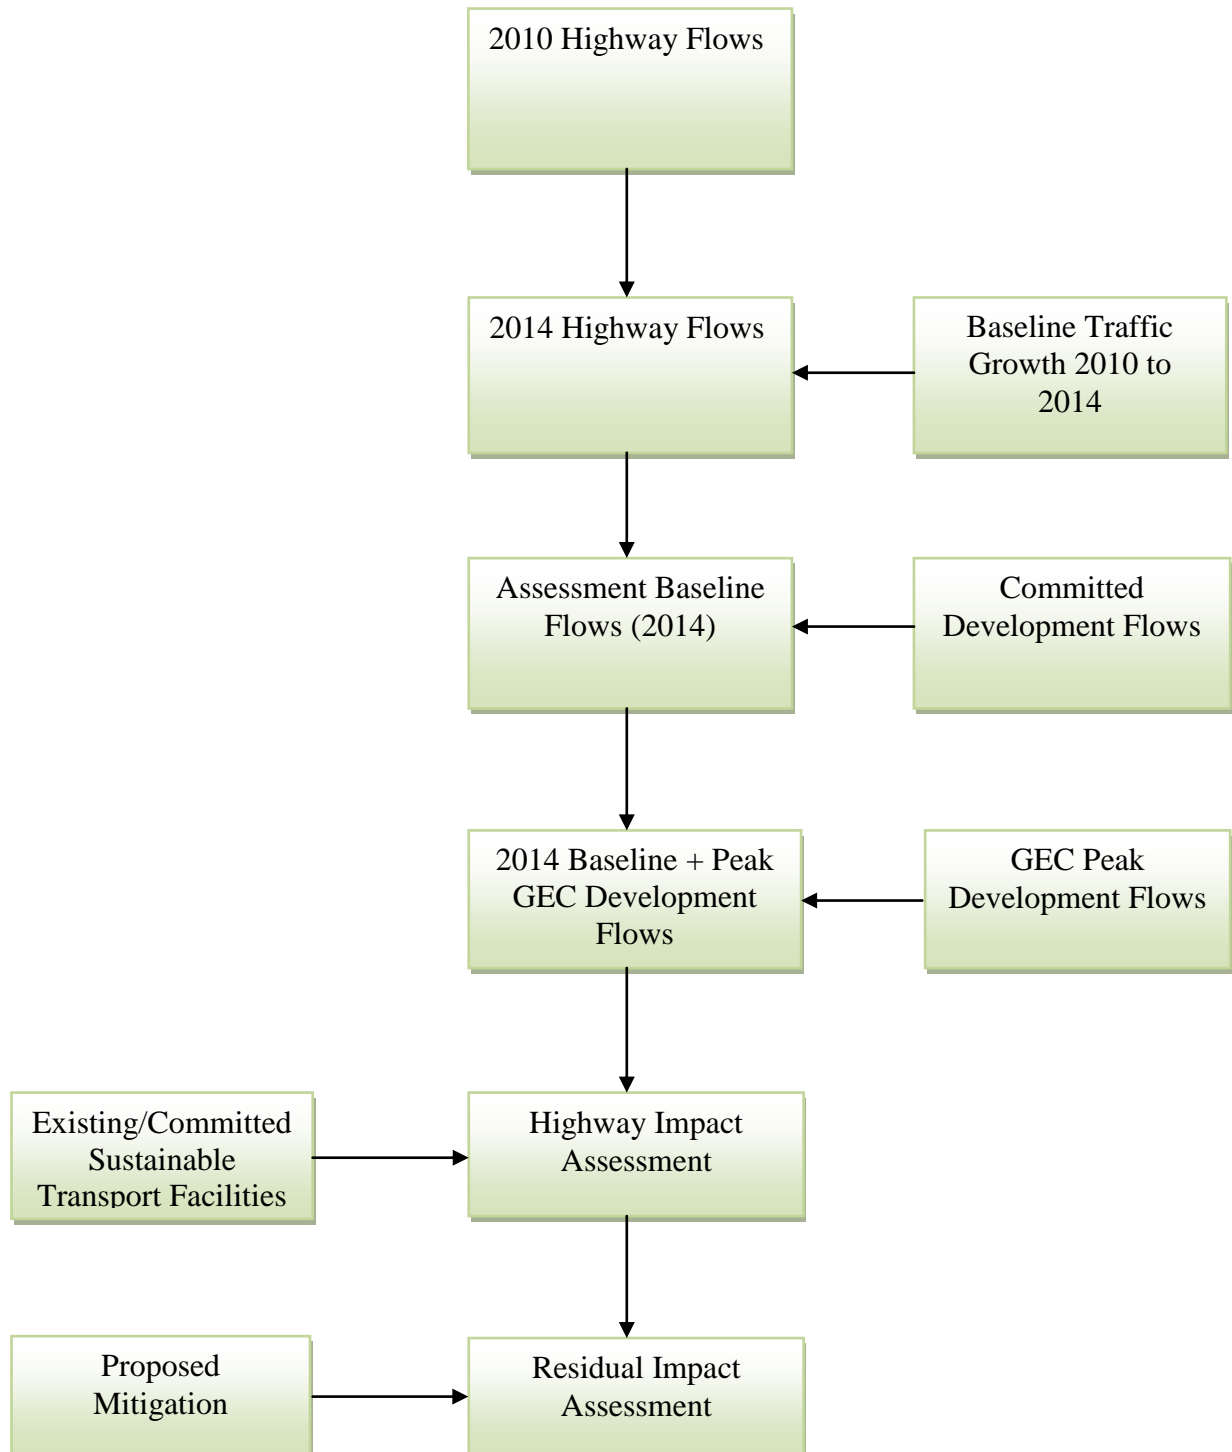 2010 Highway Flows
2014 Highway Flows
Baseline Traffic
Growth 2010 to
2014
Assessment Baseline
Flows (2014)
Committed
Development Flows
2014 Baseline + Peak
GEC Development
Flows
GEC Peak
Development Flows
Existing/Committed
Sustainable
Transport Facilities
Highway Impact
Assessment
Proposed
Mitigation
Residual Impact
Assessment